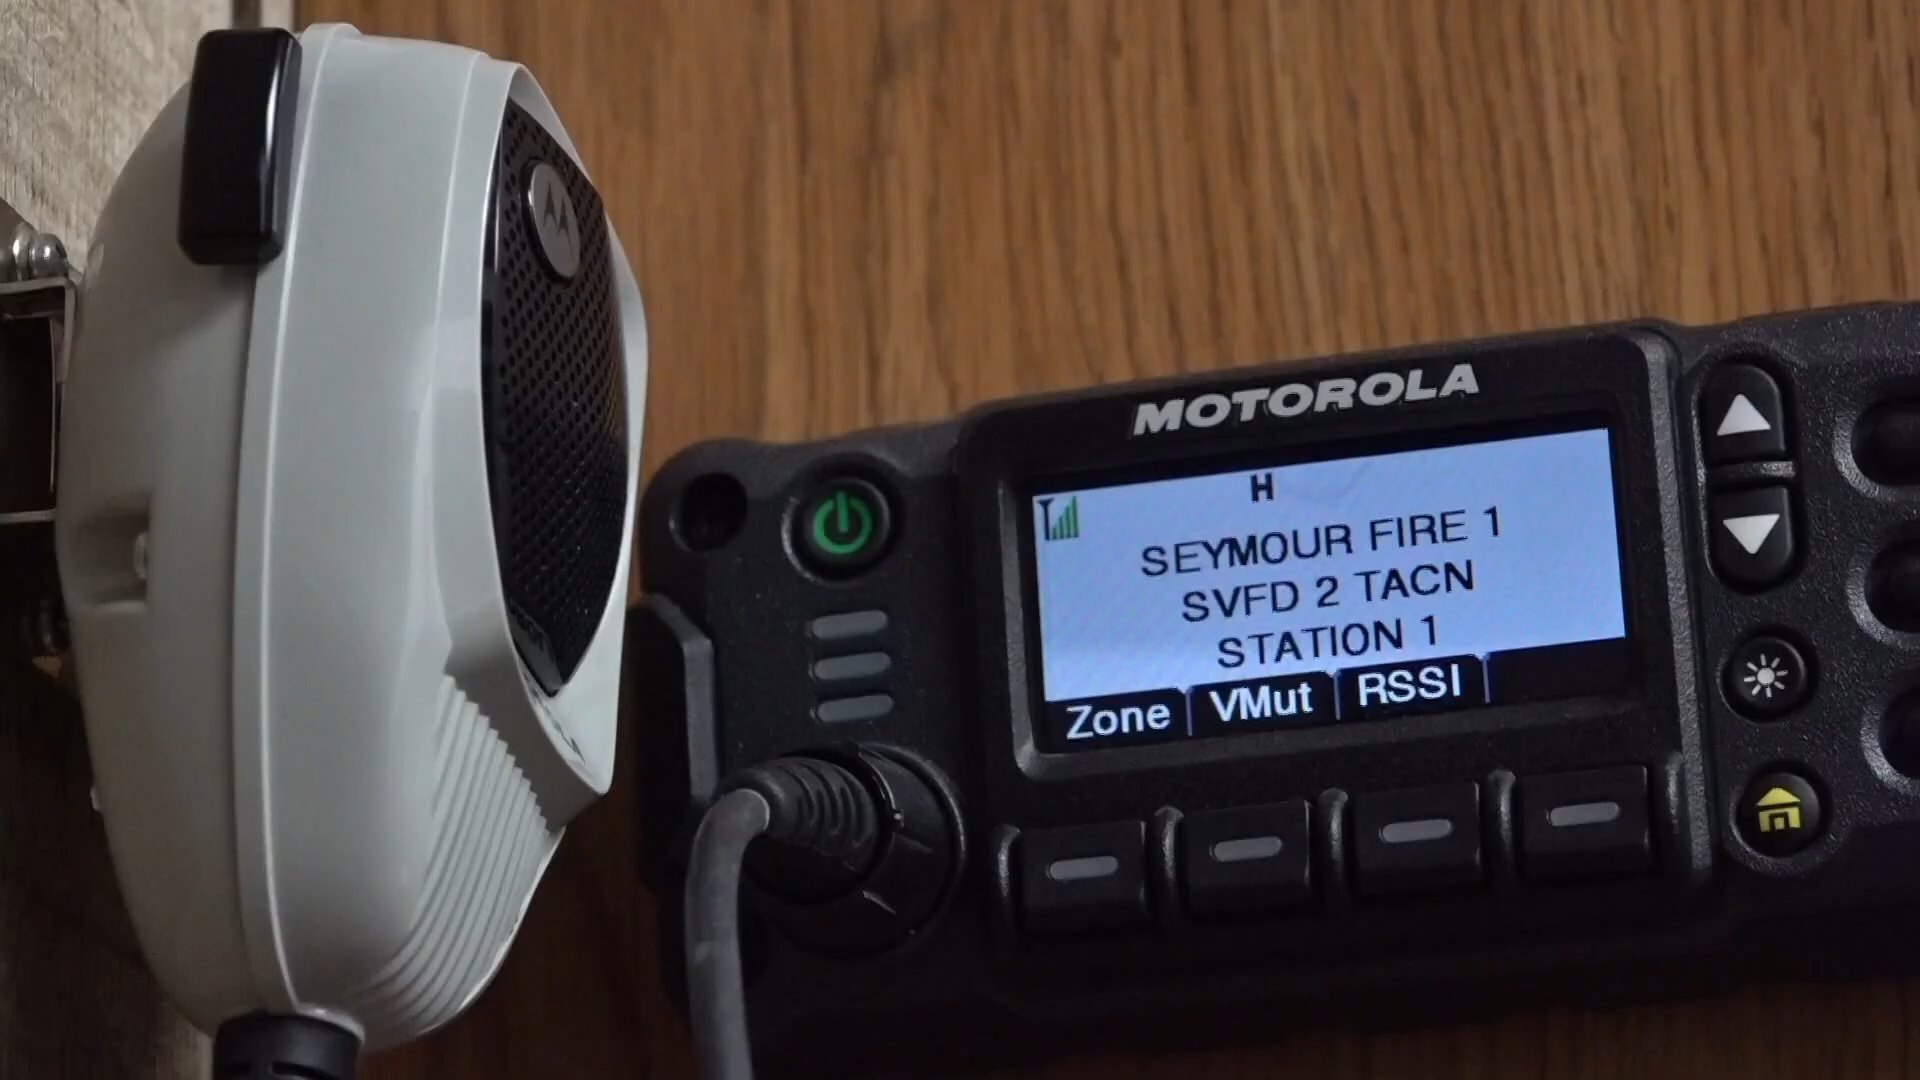 MOTOROLA
H
SEYMOUR FIRE 1
SVFD 2 TACN
STATION 1
Zone VMut RSSI